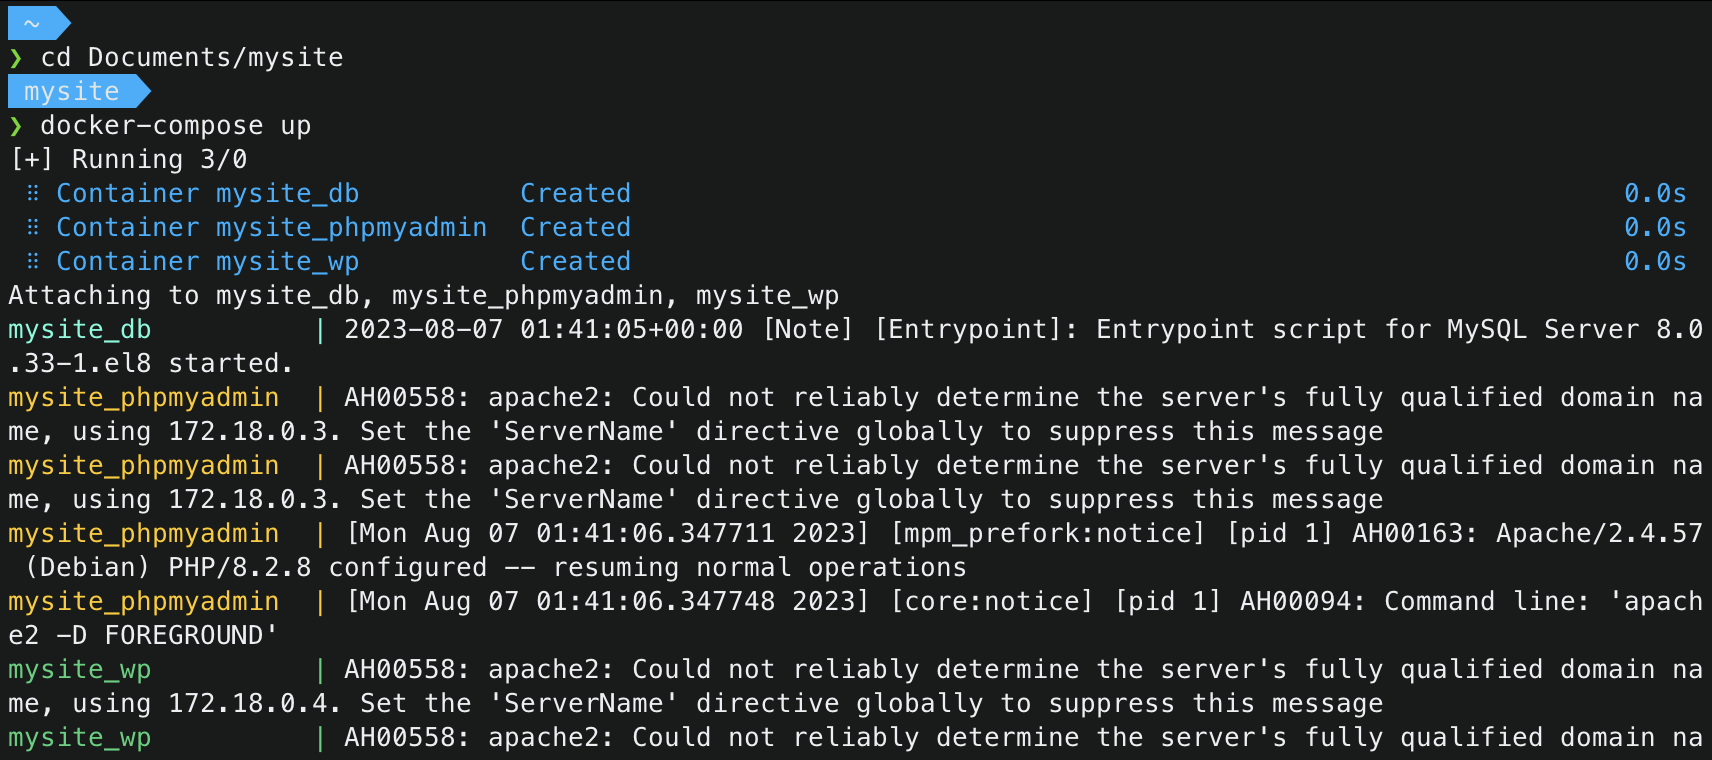 ~
❯ cd Documents/mysite
mysite
❯ docker-compose up
[+] Running 3/0
⠿ Container mysite_db Created 0.0s
⠿ Container mysite_phpmyadmin Created 0.0s
⠿ Container mysite_wp Created 0.0s
Attaching to mysite_db, mysite_phpmyadmin, mysite_wp
mysite_db | 2023-08-07 01:41:05+00:00 [Note] [Entrypoint]: Entrypoint script for MySQL Server 8.0
.33-1.el8 started.
mysite_phpmyadmin | AH00558: apache2: Could not reliably determine the server's fully qualified domain na
me, using 172.18.0.3. Set the 'ServerName' directive globally to suppress this message
mysite_phpmyadmin | AH00558: apache2: Could not reliably determine the server's fully qualified domain na
me, using 172.18.0.3. Set the 'ServerName' directive globally to suppress this message
mysite_phpmyadmin | [Mon Aug 07 01:41:06.347711 2023] [mpm_prefork:notice] [pid 1] AH00163: Apache/2.4.57
(Debian) PHP/8.2.8 configured -- resuming normal operations
mysite_phpmyadmin | [Mon Aug 07 01:41:06.347748 2023] [core:notice] [pid 1] AH00094: Command line: 'apach
e2 -D FOREGROUND'
mysite_wp | AH00558: apache2: Could not reliably determine the server's fully qualified domain na
me, using 172.18.0.4. Set the 'ServerName' directive globally to suppress this message
mysite_wp | AH00558: apache2: Could not reliably determine the server's fully qualified domain na